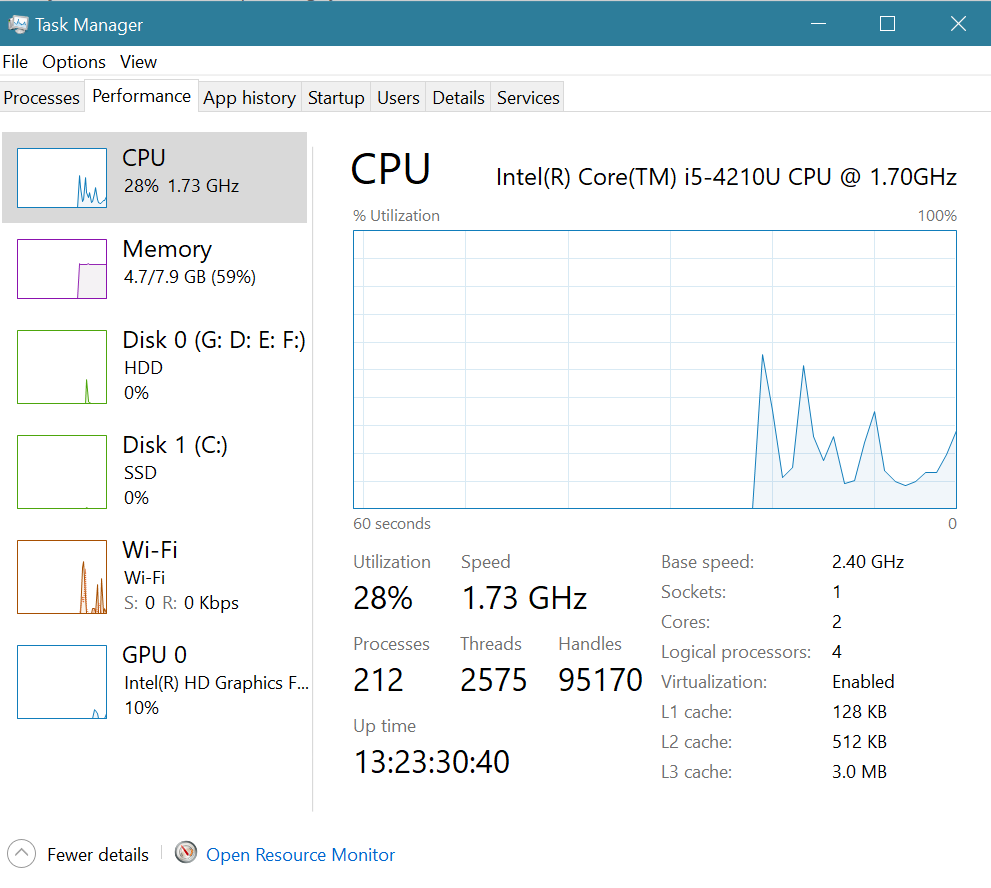 Task Manager
File Options View
Processes Performance App history Startup Users Details Services
CPU
28% 1.73 GHz
Memory
4.7/7.9 GB (59%)
Disk 0 (G: D: E: F:)
HDD
0%
Disk 1 (C:)
SSD
0%
Wi-Fi
Wi-Fi
S: 0 R: 0 Kbps
GPU 0
Intel(R) HD Graphics F...
10%
CPU Intel(R) Core(TM) i5-4210U CPU @ 1.70GHz
% Utilization 100%
60 seconds 0
Utilization Speed
28% 1.73 GHz
Processes Threads Handles
212 2575 95170
Up time
13:23:30:40
Base speed: 2.40 GHz
Sockets: 1
Cores: 2
Logical processors: 4
Virtualization: Enabled
L1 cache: 128 KB
L2 cache: 512 KB
L3 cache: 3.0 MB
Fewer details Open Resource Monitor